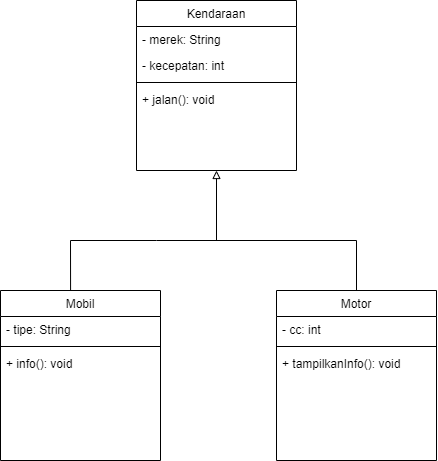 Kendaraan
- merek: String
- kecepatan: int
+ jalan(): void
Mobil
- tipe: String
+ info(): void
Motor
- cc: int
+ tampilkanInfo(): void